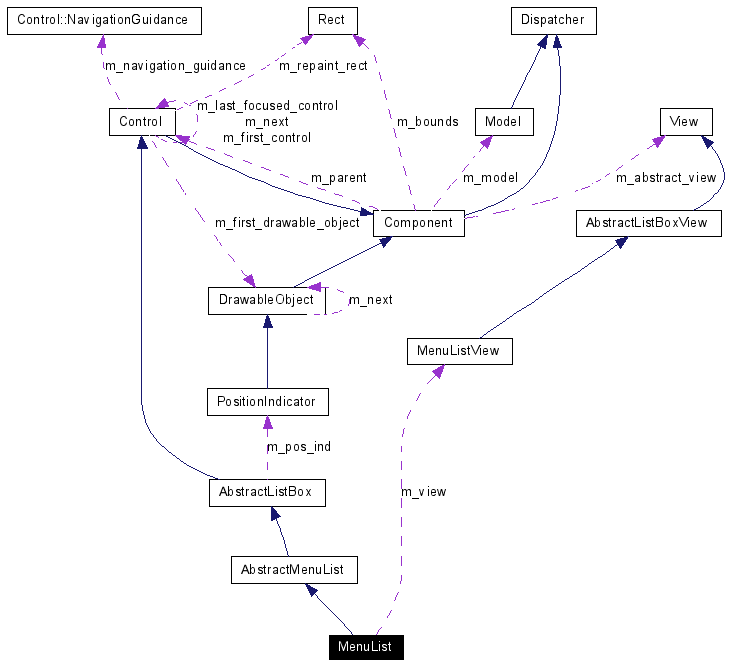 Control::NavigationGuidance
Rect
Dispatcher
m_navigation_guidance
m_repaint_rect
m_last_focused_control
m_next
m_first_control
Control
m_bounds
Model
View
m_parent
m_model
m_abstract_view
m_first_drawable_object
Component
AbstractListBoxView
DrawableObject
m_next
MenuListView
PositionIndicator
m_pos_ind
AbstractListBox
m_view
AbstractMenuList
MenuList